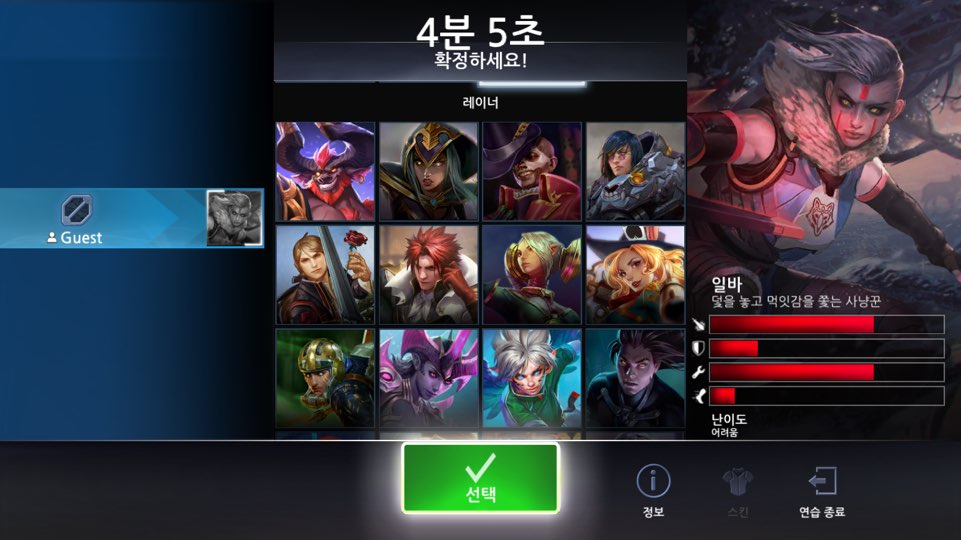 4분 5초
확정하세요!
레이너
Guest
일바
덫을 놓고 먹잇감을 쫓는 사냥꾼
난이도
어려움
선택
정보
스킨
연습 종료